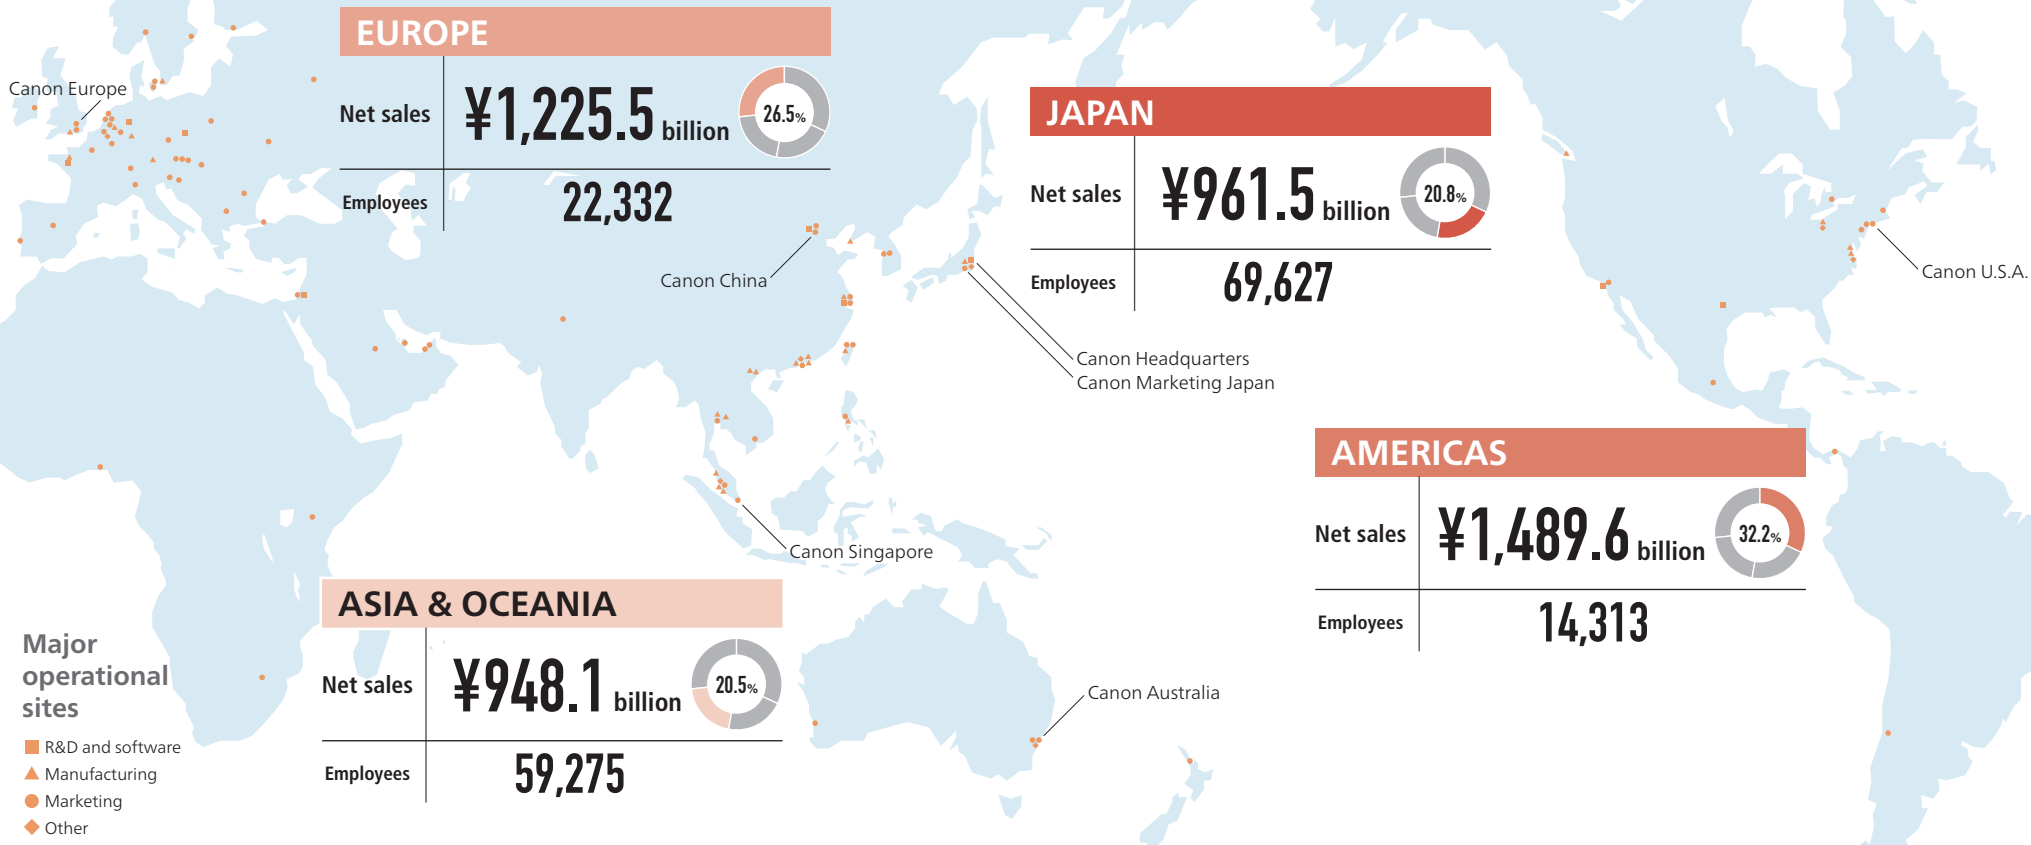 EUROPE
Net sales
¥1,225.5 billion
26.5%
Employees
22,332
Canon Europe
JAPAN
Net sales
¥961.5 billion
20.8%
Employees
69,627
Canon China
Canon U.S.A.
Canon Headquarters
Canon Marketing Japan
AMERICAS
Net sales
¥1,489.6 billion
32.2%
Employees
14,313
Canon Singapore
ASIA & OCEANIA
Net sales
¥948.1 billion
20.5%
Employees
59,275
Canon Australia
Major
operational
sites
R&D and software
Manufacturing
Marketing
Other